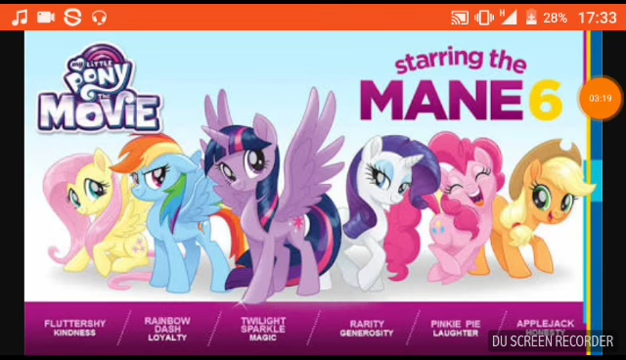 H 28% 17:33
MY LITTLE
PONY
THE
MOVIE
starring the
MANE 6
03:19
FLUTTERSHY
KINDNESS
RAINBOW
DASH
LOYALTY
TWILIGHT
SPARKLE
MAGIC
RARITY
GENEROSITY
PINKIE PIE
LAUGHTER
APPLEJACK
HONESTY
DU SCREEN RECORDER